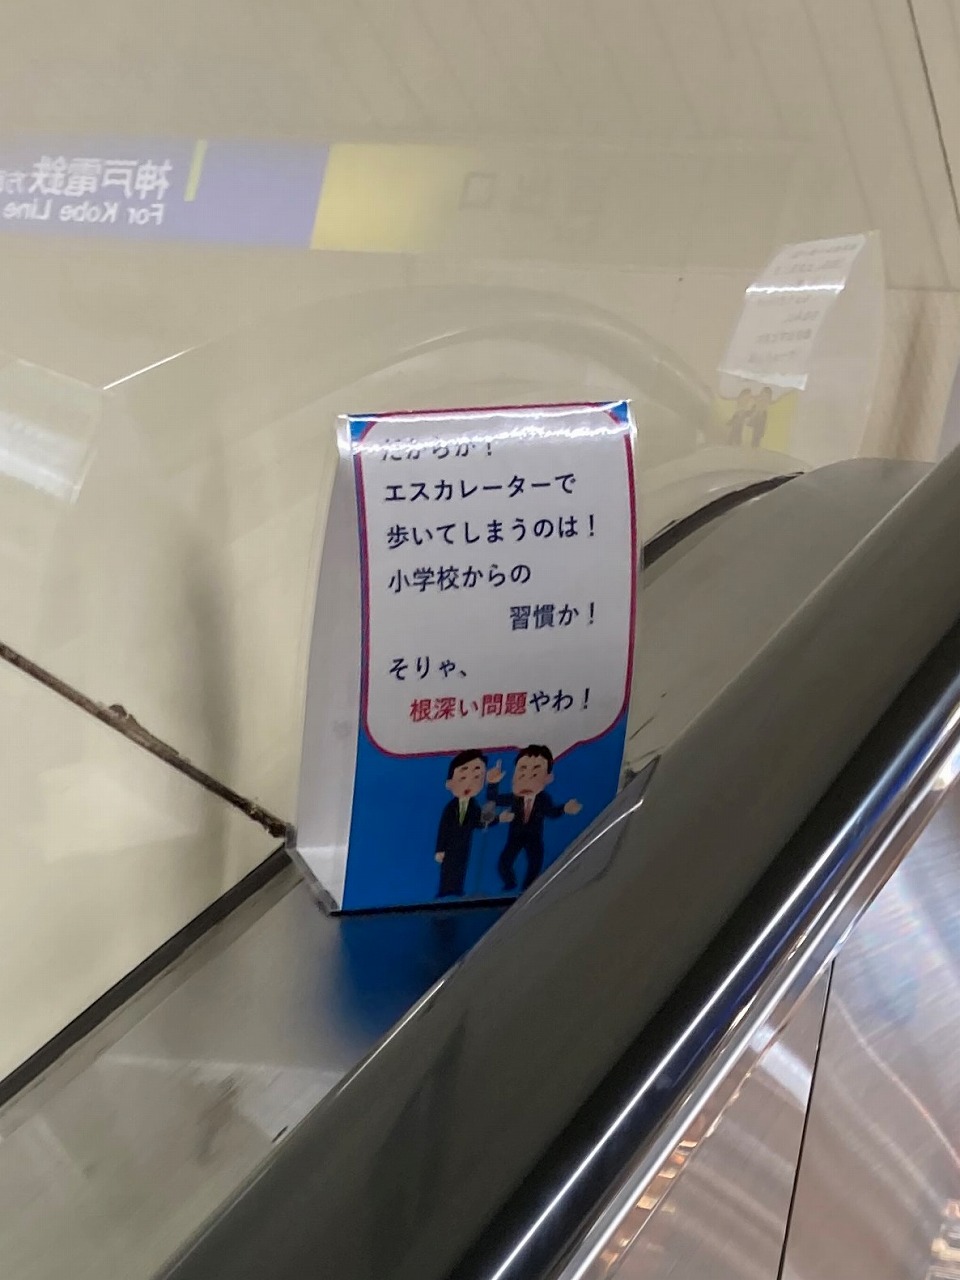 神戸電鉄方面
For Kobe Line
だからか！
エスカレーターで
歩いてしまうのは！
小学校からの
習慣か！
そりゃ、
根深い問題やわ！